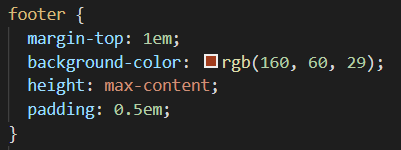 footer {
  margin-top: 1em;
  background-color: rgb(160, 60, 29);
  height: max-content;
  padding: 0.5em;
}